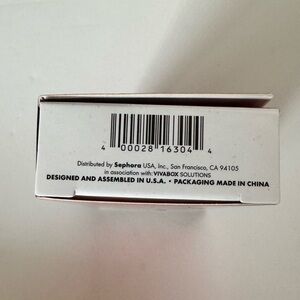 4 00028 16304 4
Distributed by Sephora USA, Inc., San Francisco, CA 94105
in association with: VIVABOX SOLUTIONS
DESIGNED AND ASSEMBLED IN U.S.A. • PACKAGING MADE IN CHINA